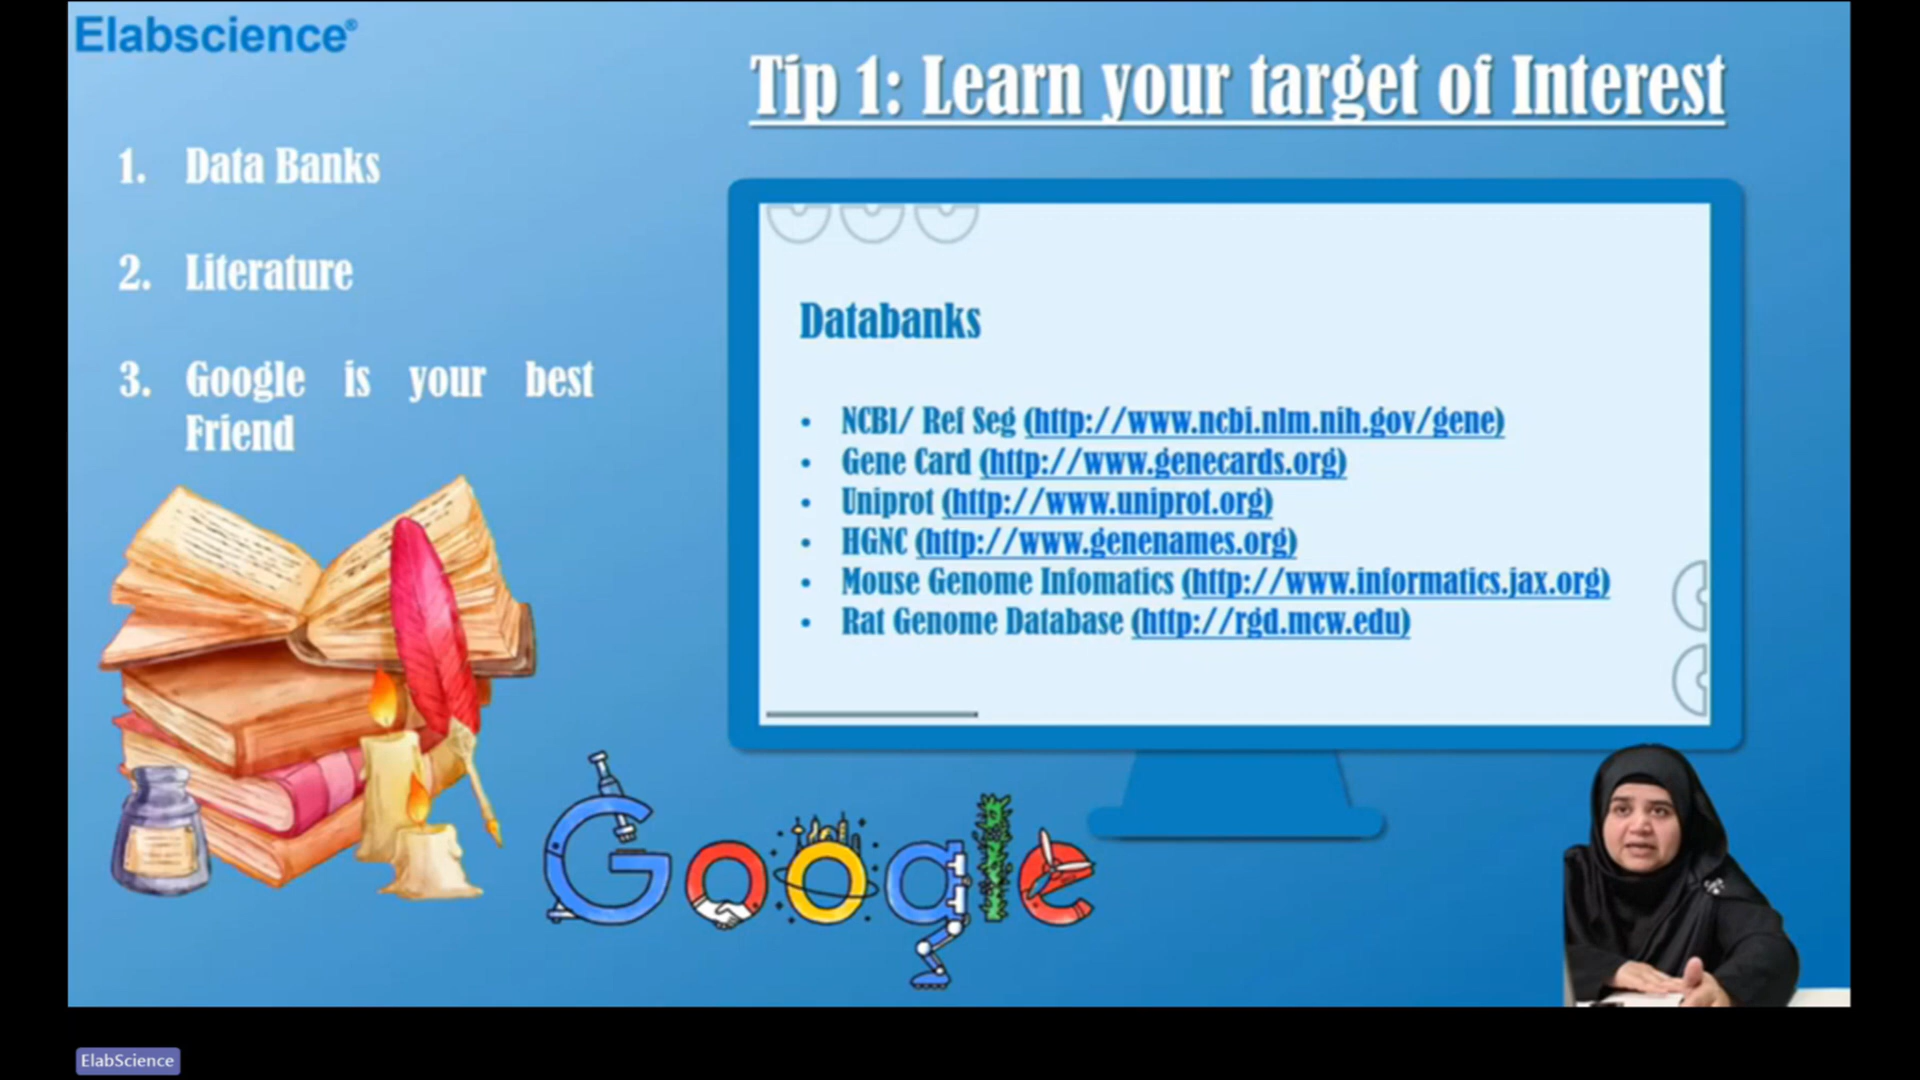 Elabscience®
Tip 1: Learn your target of Interest
1. Data Banks
2. Literature
3. Google is your best
Friend
Databanks
• NCBI/ Ref Seg (http://www.ncbi.nlm.nih.gov/gene)
• Gene Card (http://www.genecards.org)
• Uniprot (http://www.uniprot.org)
• HGNC (http://www.genenames.org)
• Mouse Genome Infomatics (http://www.informatics.jax.org)
• Rat Genome Database (http://rgd.mcw.edu)
Google
ElabScience